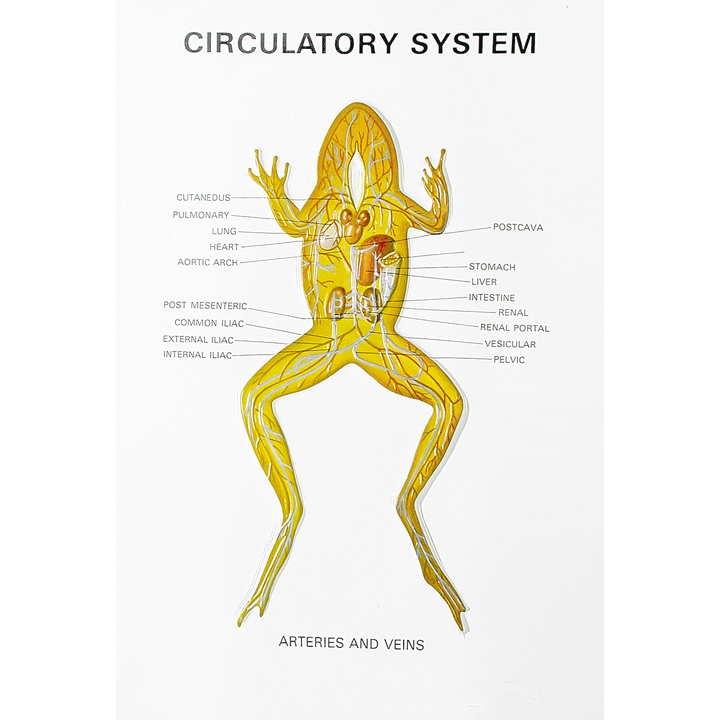 CIRCULATORY SYSTEM
CUTANEDUS
PULMONARY
LUNG
HEART
AORTIC ARCH
POST MESENTERIC
COMMON ILIAC
EXTERNAL ILIAC
INTERNAL ILIAC
POSTCAVA
STOMACH
LIVER
INTESTINE
RENAL
RENAL PORTAL
VESICULAR
PELVIC
ARTERIES AND VEINS